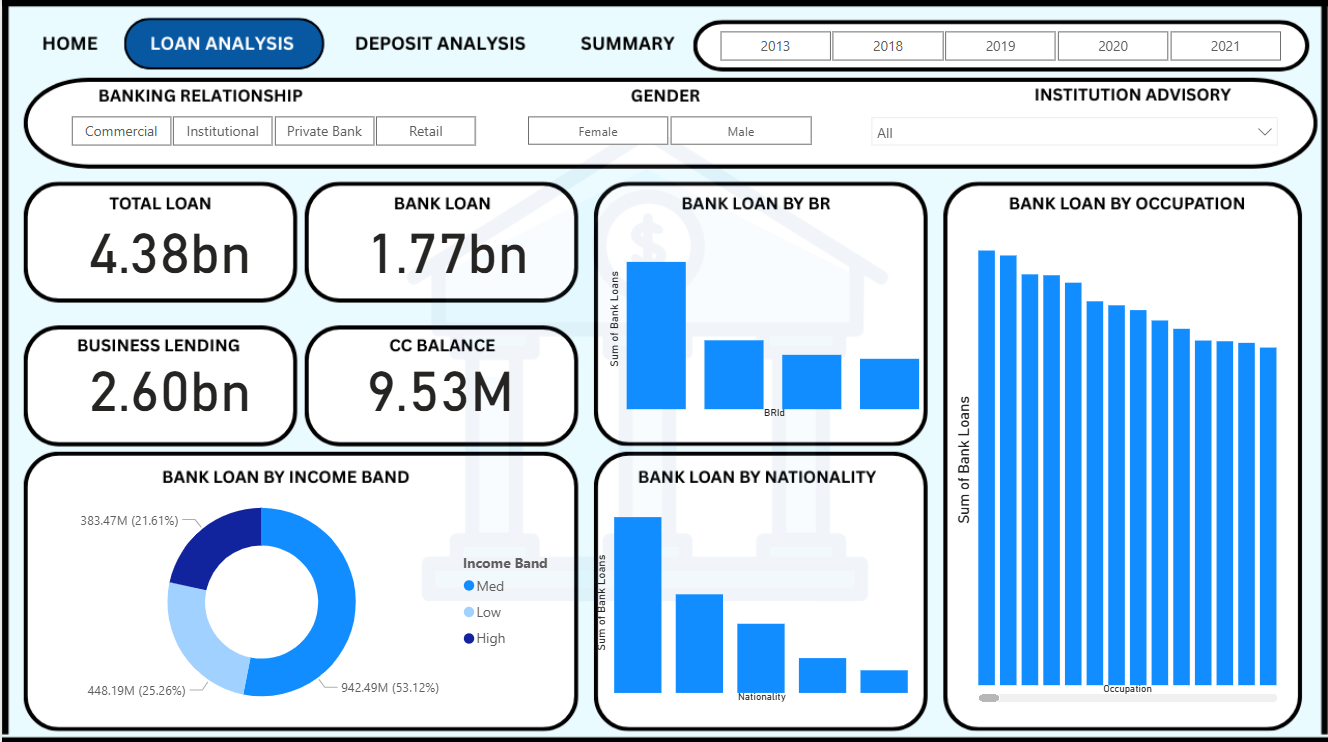 HOME
LOAN ANALYSIS
DEPOSIT ANALYSIS
SUMMARY
2013
2018
2019
2020
2021
BANKING RELATIONSHIP
Commercial
Institutional
Private Bank
Retail
GENDER
Female
Male
INSTITUTION ADVISORY
All
TOTAL LOAN
4.38bn
BANK LOAN
1.77bn
BUSINESS LENDING
2.60bn
CC BALANCE
9.53M
BANK LOAN BY BR
Sum of Bank Loans
BRId
BANK LOAN BY OCCUPATION
Sum of Bank Loans
Occupation
BANK LOAN BY INCOME BAND
383.47M (21.61%)
448.19M (25.26%)
942.49M (53.12%)
Income Band
Med
Low
High
BANK LOAN BY NATIONALITY
Sum of Bank Loans
Nationality
$